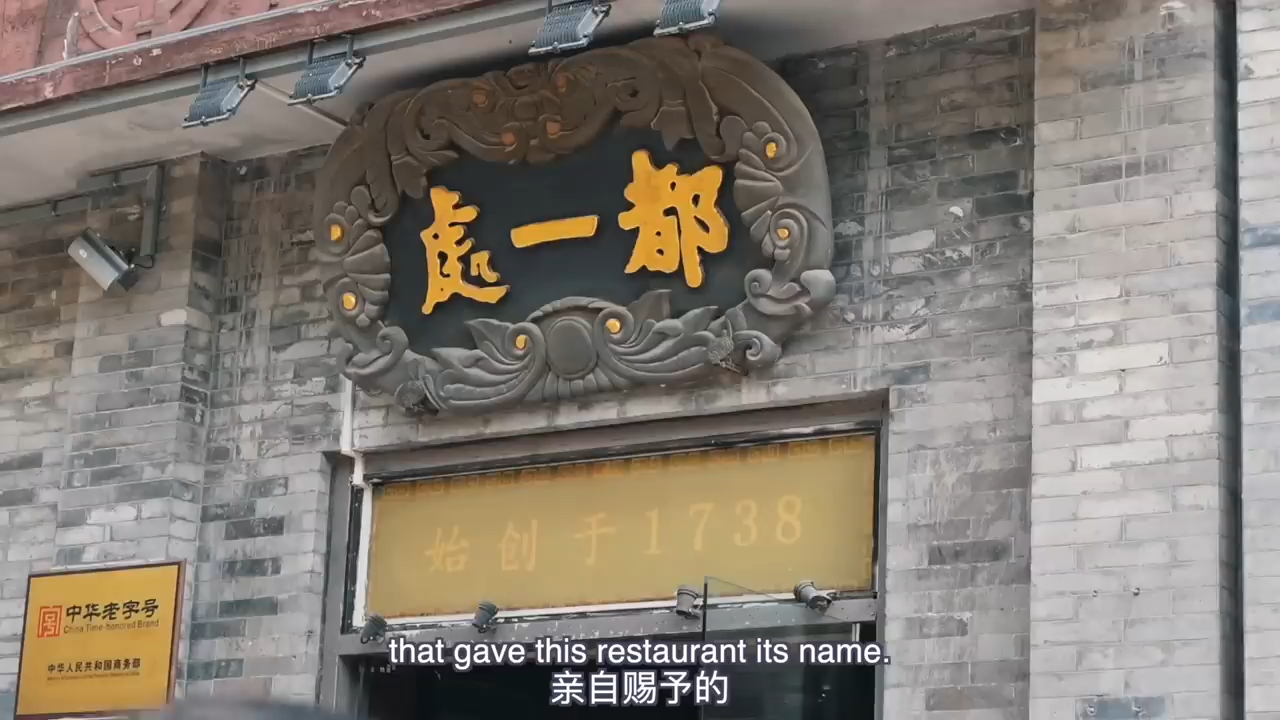 處一都
始创于1738
中华老字号
China Time-honored Brand
中华人民共和国商务部
that gave this restaurant its name.
亲自赐予的